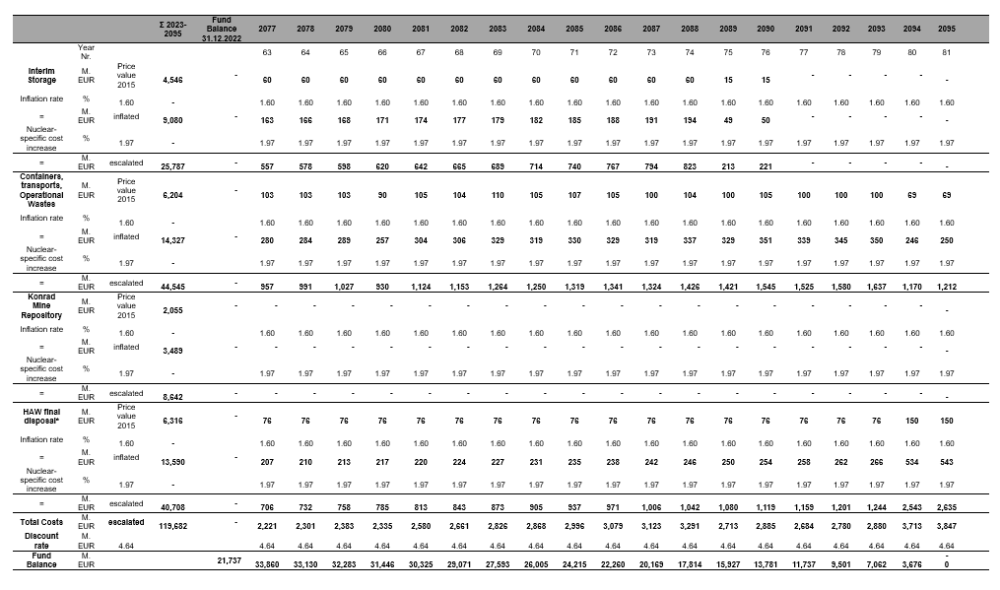 Σ 2023-2095 Fund Balance 31.12.2022 2077 2078 2079 2080 2081 2082 2083 2084 2085 2086 2087 2088 2089 2090 2091 2092 2093 2094 2095
Year Nr. 63 64 65 66 67 68 69 70 71 72 73 74 75 76 77 78 79 80 81
Interim Storage M. EUR Price value 2015 4,546 - 60 60 60 60 60 60 60 60 60 60 60 60 15 15 - - - - -
Inflation rate % 1.60 - 1.60 1.60 1.60 1.60 1.60 1.60 1.60 1.60 1.60 1.60 1.60 1.60 1.60 1.60 1.60 1.60 1.60 1.60 1.60
= M. EUR inflated 9,080 - 163 166 168 171 174 177 179 182 185 188 191 194 49 50 - - - - -
Nuclear-specific cost increase % 1.97 - 1.97 1.97 1.97 1.97 1.97 1.97 1.97 1.97 1.97 1.97 1.97 1.97 1.97 1.97 1.97 1.97 1.97 1.97 1.97
= M. EUR escalated 25,787 - 557 578 598 620 642 665 689 714 740 767 794 823 213 221 - - - - -
Containers, transports, Operational Wastes M. EUR Price value 2015 6,204 - 103 103 103 90 105 104 110 105 107 105 100 104 100 105 100 100 100 69 69
Inflation rate % 1.60 - 1.60 1.60 1.60 1.60 1.60 1.60 1.60 1.60 1.60 1.60 1.60 1.60 1.60 1.60 1.60 1.60 1.60 1.60 1.60
= M. EUR inflated 14,327 - 280 284 289 257 304 306 329 319 330 329 319 337 329 351 339 345 350 246 250
Nuclear-specific cost increase % 1.97 - 1.97 1.97 1.97 1.97 1.97 1.97 1.97 1.97 1.97 1.97 1.97 1.97 1.97 1.97 1.97 1.97 1.97 1.97 1.97
= M. EUR escalated 44,545 - 957 991 1,027 930 1,124 1,153 1,264 1,250 1,319 1,341 1,324 1,426 1,421 1,545 1,525 1,580 1,637 1,170 1,212
Konrad Mine Repository M. EUR Price value 2015 2,055 - - - - - - - - - - - - - - - - - - - -
Inflation rate % 1.60 - 1.60 1.60 1.60 1.60 1.60 1.60 1.60 1.60 1.60 1.60 1.60 1.60 1.60 1.60 1.60 1.60 1.60 1.60 1.60
= M. EUR inflated 3,489 - - - - - - - - - - - - - - - - - - - -
Nuclear-specific cost increase % 1.97 - 1.97 1.97 1.97 1.97 1.97 1.97 1.97 1.97 1.97 1.97 1.97 1.97 1.97 1.97 1.97 1.97 1.97 1.97 1.97
= M. EUR escalated 8,642 - - - - - - - - - - - - - - - - - - - -
HAW final disposal* M. EUR Price value 2015 6,316 - 76 76 76 76 76 76 76 76 76 76 76 76 76 76 76 76 76 150 150
Inflation rate % 1.60 - 1.60 1.60 1.60 1.60 1.60 1.60 1.60 1.60 1.60 1.60 1.60 1.60 1.60 1.60 1.60 1.60 1.60 1.60 1.60
= M. EUR inflated 13,590 - 207 210 213 217 220 224 227 231 235 238 242 246 250 254 258 262 266 534 543
Nuclear-specific cost increase % 1.97 - 1.97 1.97 1.97 1.97 1.97 1.97 1.97 1.97 1.97 1.97 1.97 1.97 1.97 1.97 1.97 1.97 1.97 1.97 1.97
= M. EUR escalated 40,708 - 706 732 758 785 813 843 873 905 937 971 1,006 1,042 1,080 1,119 1,159 1,201 1,244 2,543 2,635
Total Costs M. EUR escalated 119,682 - 2,221 2,301 2,383 2,335 2,580 2,661 2,826 2,868 2,996 3,079 3,123 3,291 2,713 2,885 2,684 2,780 2,880 3,713 3,847
Discount rate M. EUR 4.64 4.64 4.64 4.64 4.64 4.64 4.64 4.64 4.64 4.64 4.64 4.64 4.64 4.64 4.64 4.64 4.64 4.64 4.64 4.64
Fund Balance M. EUR 21,737 33,860 33,130 32,283 31,446 30,325 29,071 27,593 26,005 24,215 22,260 20,169 17,814 15,927 13,781 11,737 9,501 7,062 3,676 - 0